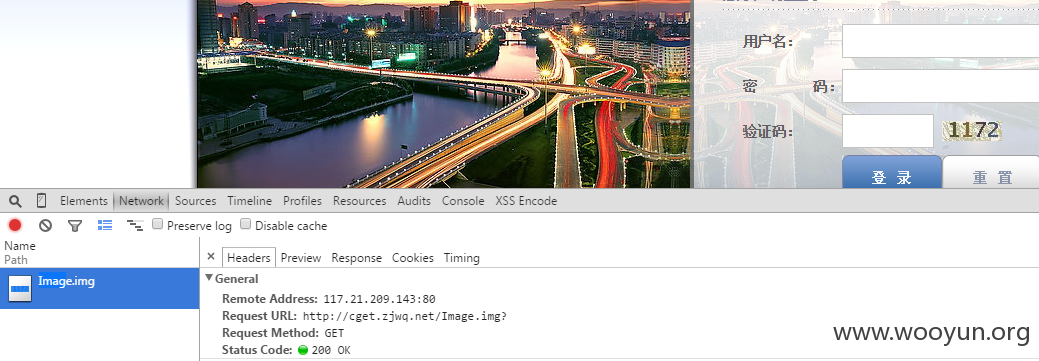 用户名：
密 码：
验证码：
1172
登 录 重 置
Elements Network Sources Timeline Profiles Resources Audits Console XSS Encode
Preserve log Disable cache
Name
Path
Image.img
× Headers Preview Response Cookies Timing
General
Remote Address: 117.21.209.143:80
Request URL: http://cget.zjwq.net/Image.img?
Request Method: GET
Status Code: 200 OK
www.wooyun.org